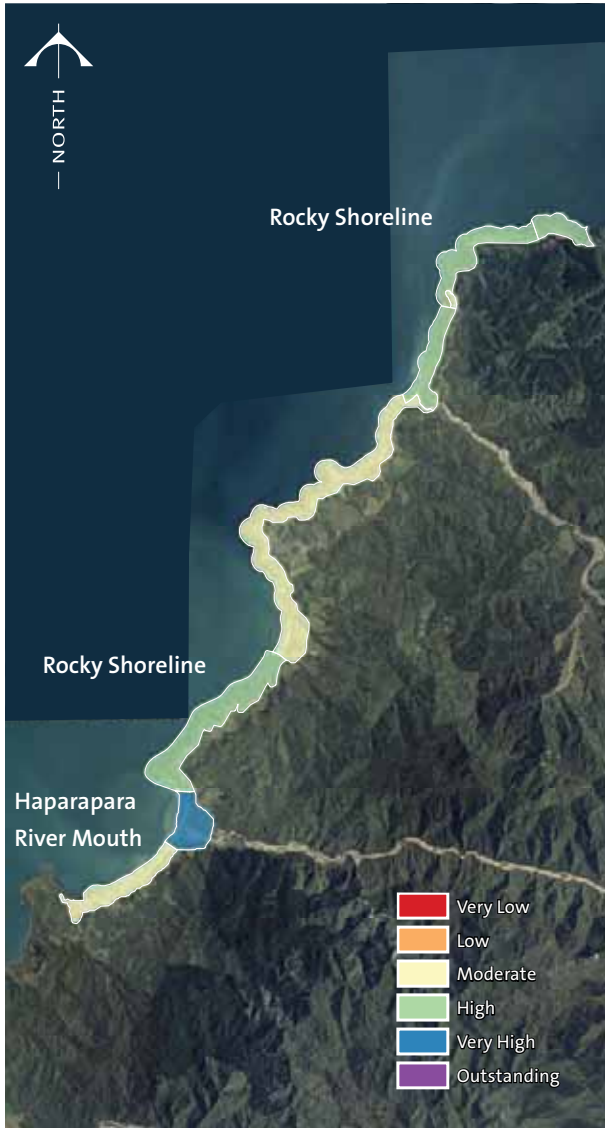 NORTH
Rocky Shoreline
Rocky Shoreline
Haparapara
River Mouth
Very Low
Low
Moderate
High
Very High
Outstanding